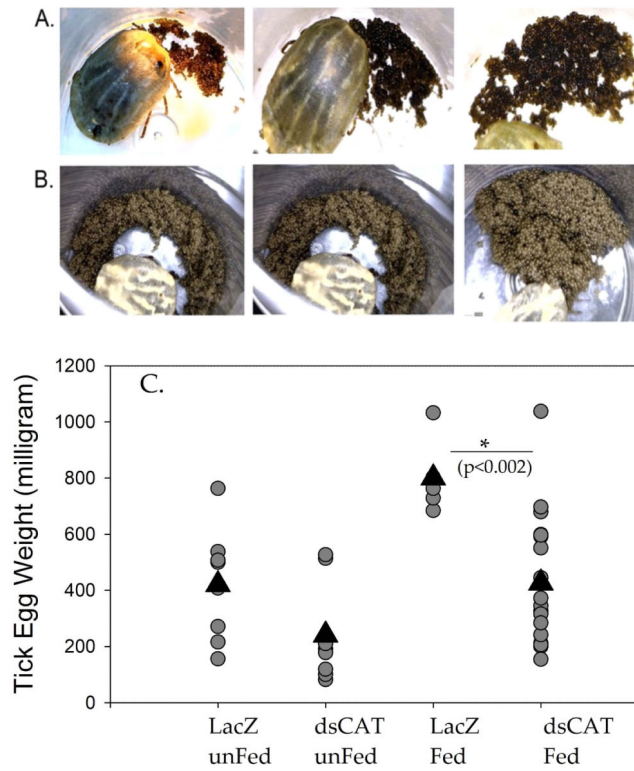 A.
B.
C.
Tick Egg Weight (milligram)
1200
1000
800
600
400
200
0
*
(p<0.002)
LacZ
unFed
dsCAT
unFed
LacZ
Fed
dsCAT
Fed